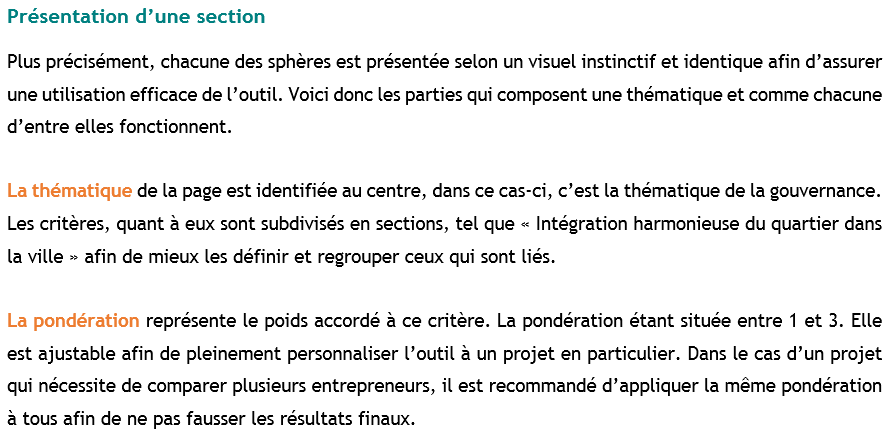 Présentation d’une section
Plus précisément, chacune des sphères est présentée selon un visuel instinctif et identique afin d’assurer
une utilisation efficace de l’outil. Voici donc les parties qui composent une thématique et comme chacune
d’entre elles fonctionnent.
La thématique de la page est identifiée au centre, dans ce cas-ci, c’est la thématique de la gouvernance.
Les critères, quant à eux sont subdivisés en sections, tel que « Intégration harmonieuse du quartier dans
la ville » afin de mieux les définir et regrouper ceux qui sont liés.
La pondération représente le poids accordé à ce critère. La pondération étant située entre 1 et 3. Elle
est ajustable afin de pleinement personnaliser l’outil à un projet en particulier. Dans le cas d’un projet
qui nécessite de comparer plusieurs entrepreneurs, il est recommandé d’appliquer la même pondération
à tous afin de ne pas fausser les résultats finaux.